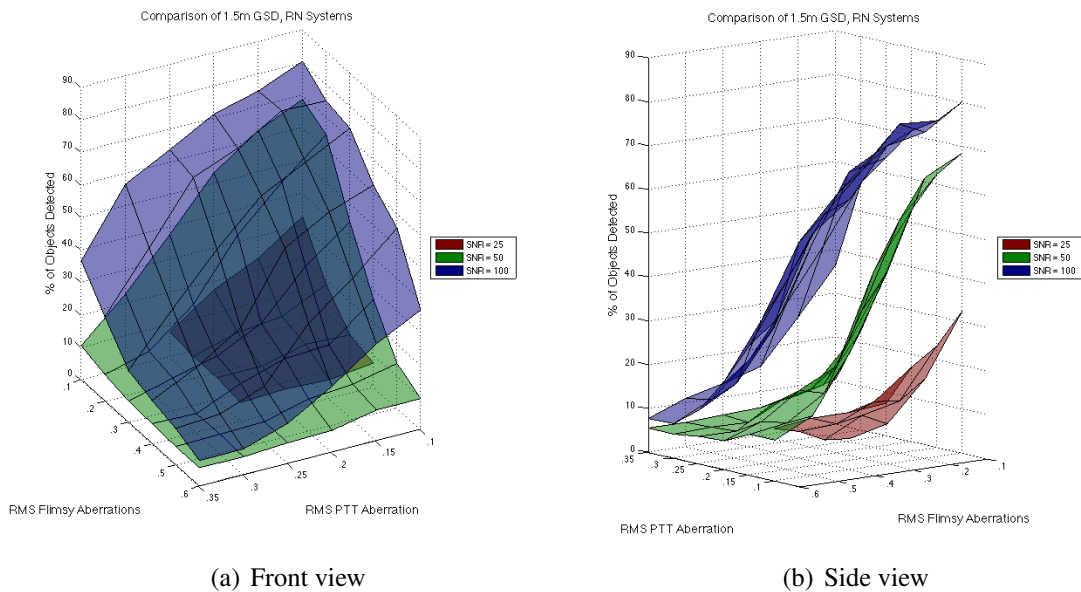 Comparison of 1.5m GSD, RN Systems
90
80
70
60
50
40
30
20
10
0
% of Objects Detected
.1
.2
.3
.4
.5
.6
RMS Flimsy Aberrations
.35
.3
.25
.2
.15
.1
RMS PTT Aberration
SNR = 25
SNR = 50
SNR = 100
(a) Front view
Comparison of 1.5m GSD, RN Systems
90
80
70
60
50
40
30
20
10
0
% of Objects Detected
.35
.3
.25
.2
.15
.1
RMS PTT Aberration
.6
.5
.4
.3
.2
.1
RMS Flimsy Aberrations
SNR = 25
SNR = 50
SNR = 100
(b) Side view